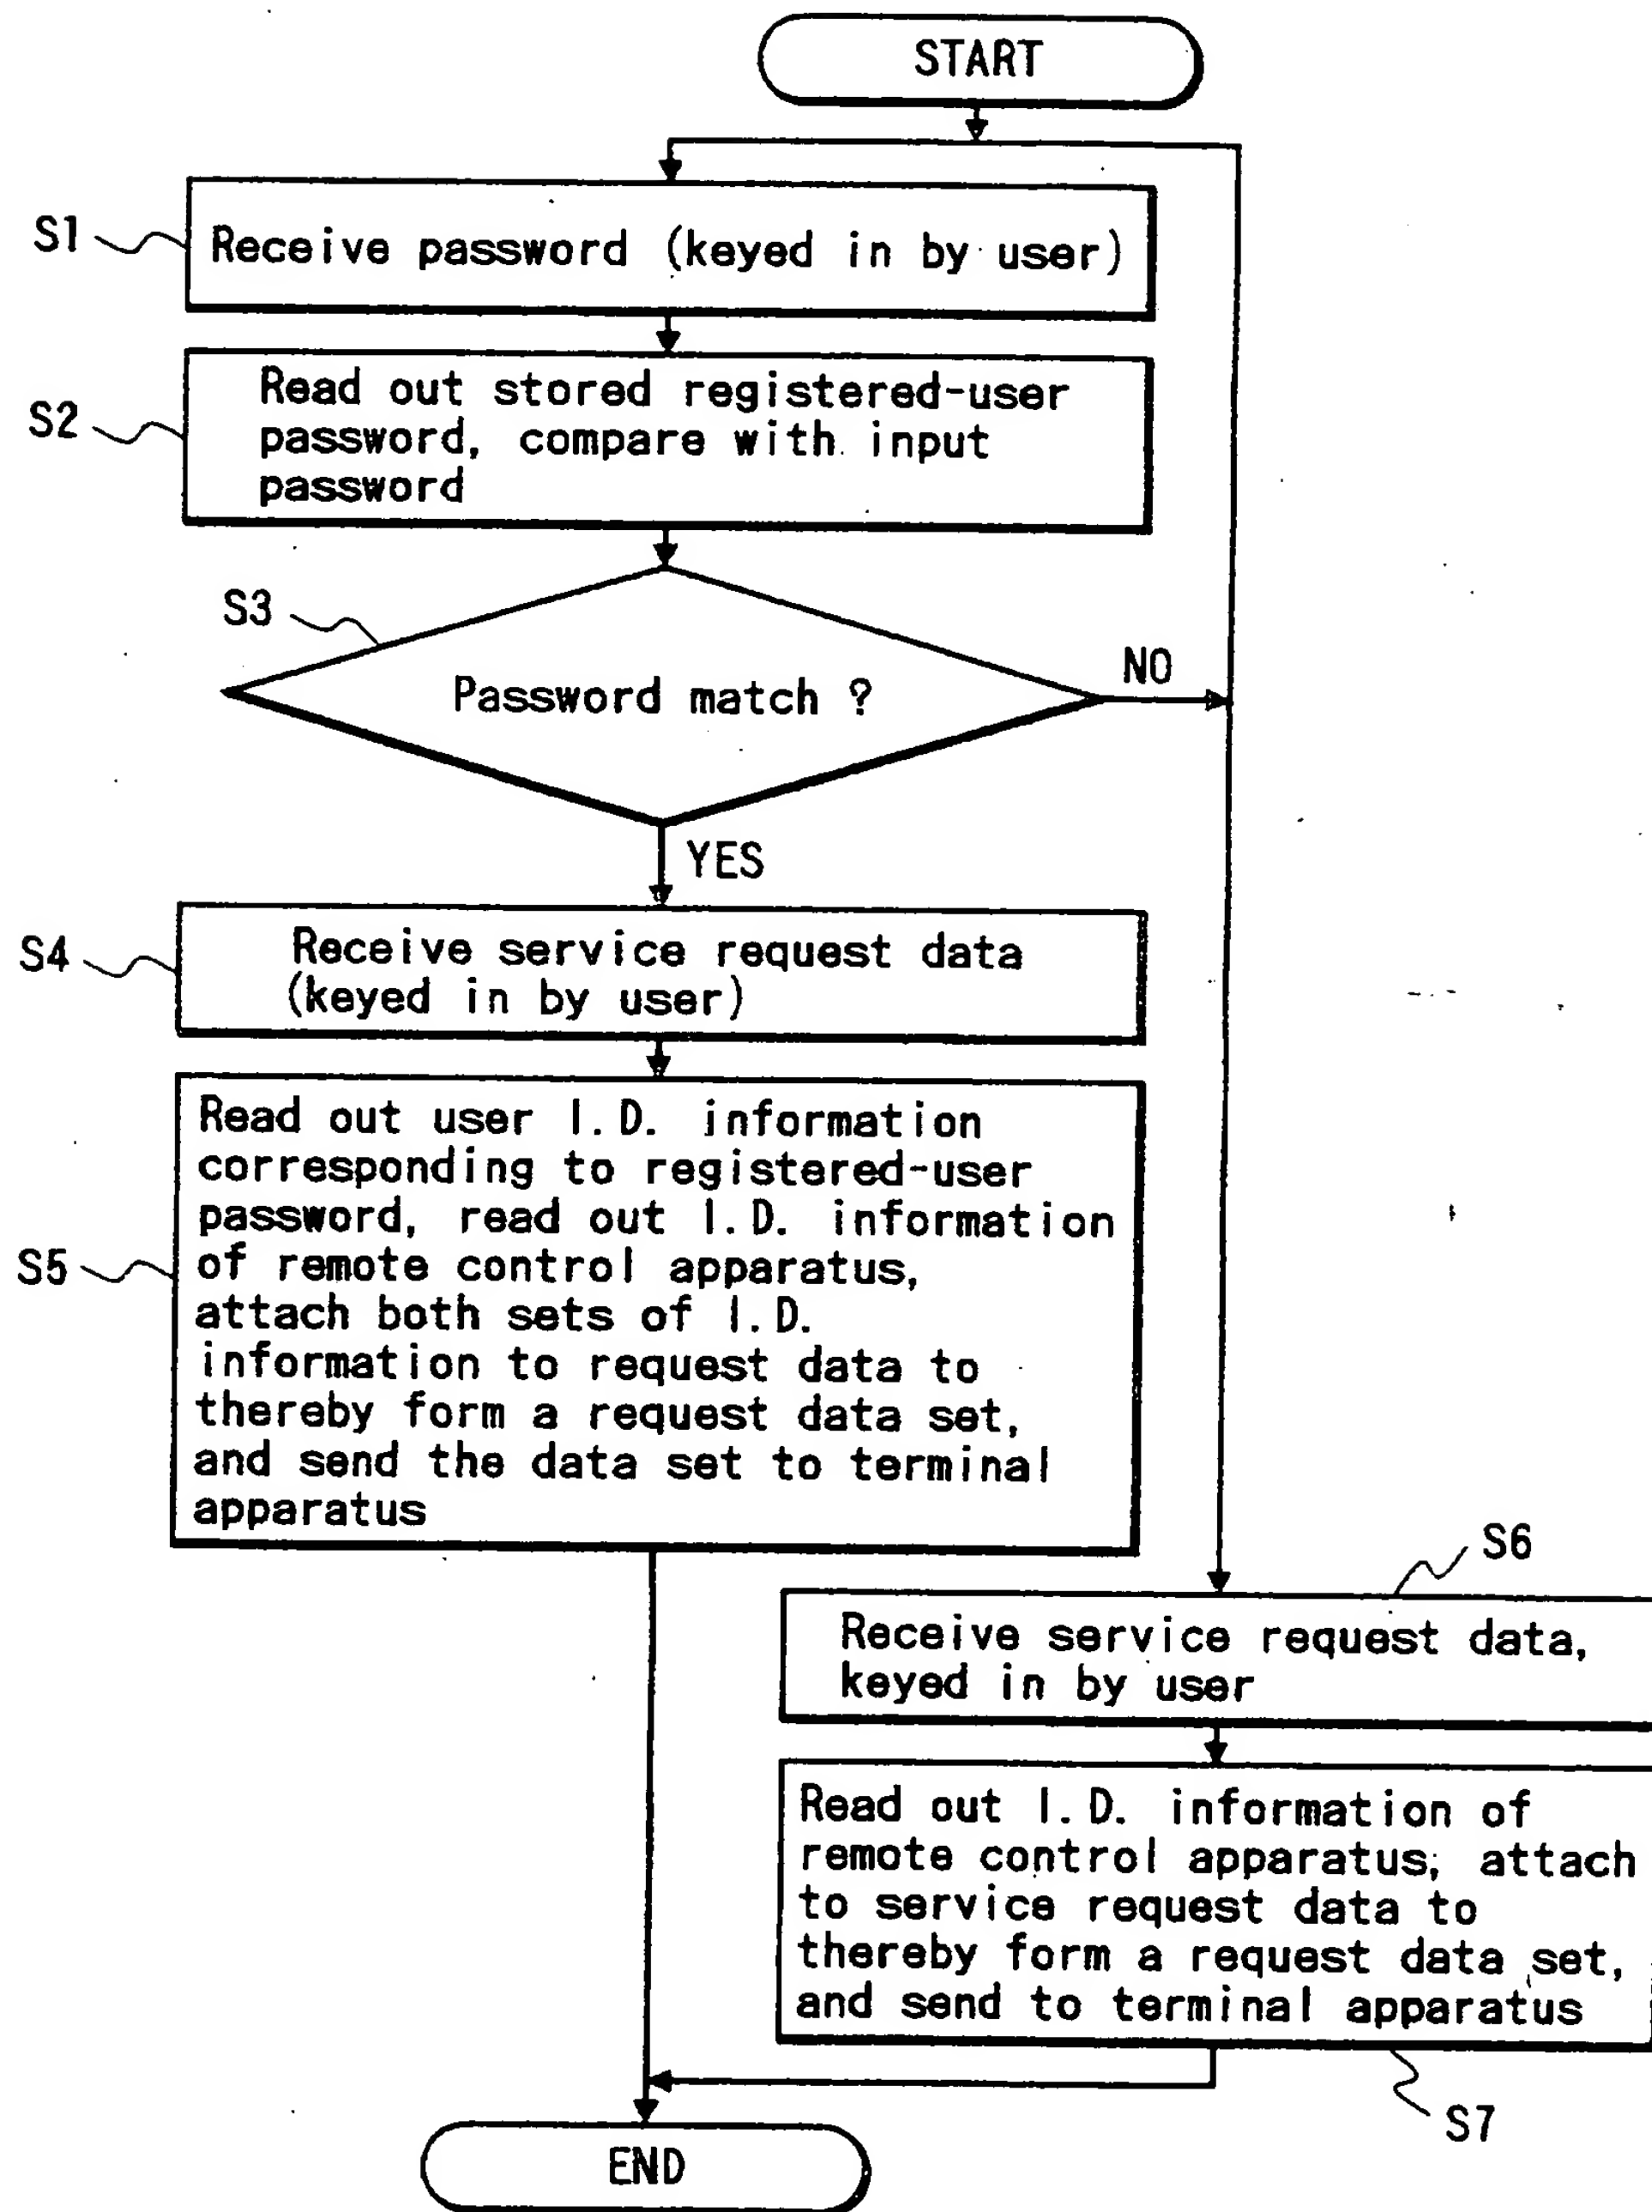 START
S1
Receive password (keyed in by user)
S2
Read out stored registered-user
password, compare with input
password
S3
Password match ?
NO
YES
S4
Receive service request data
(keyed in by user)
S5
Read out user I.D. information
corresponding to registered-user
password, read out I.D. information
of remote control apparatus,
attach both sets of I.D.
information to request data to
thereby form a request data set,
and send the data set to terminal
apparatus
S6
Receive service request data,
keyed in by user
Read out I.D. information of
remote control apparatus, attach
to service request data to
thereby form a request data set,
and send to terminal apparatus
S7
END